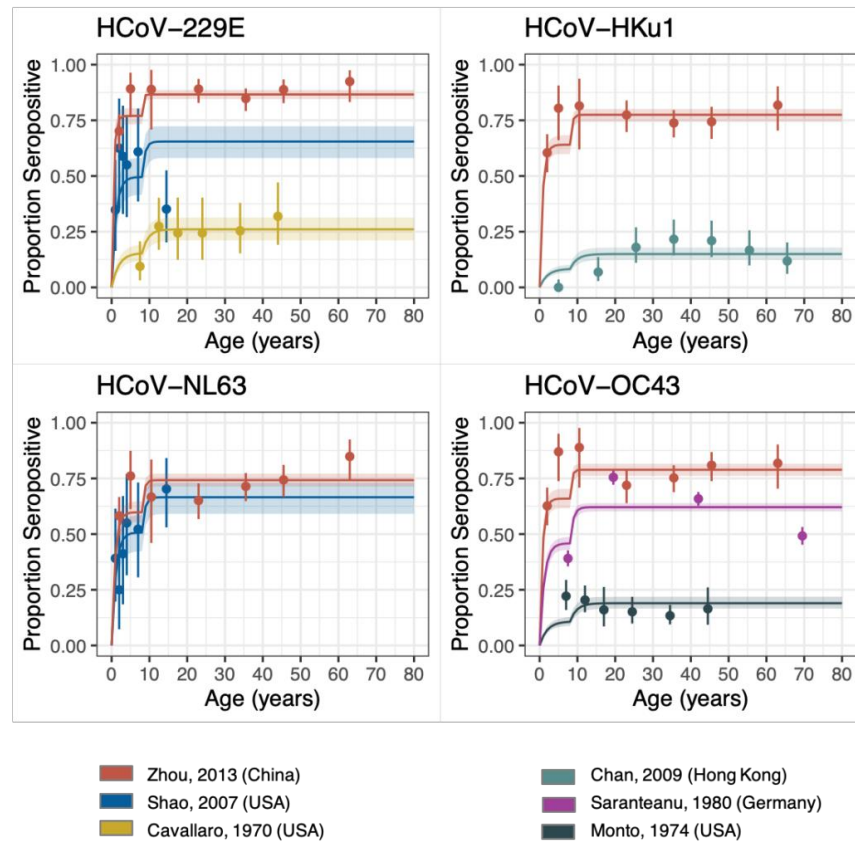 HCoV−229E
Proportion Seropositive
1.00
0.75
0.50
0.25
0.00
0 10 20 30 40 50 60 70 80
Age (years)
HCoV−HKu1
Proportion Seropositive
1.00
0.75
0.50
0.25
0.00
0 10 20 30 40 50 60 70 80
Age (years)
HCoV−NL63
Proportion Seropositive
1.00
0.75
0.50
0.25
0.00
0 10 20 30 40 50 60 70 80
Age (years)
HCoV−OC43
Proportion Seropositive
1.00
0.75
0.50
0.25
0.00
0 10 20 30 40 50 60 70 80
Age (years)
Zhou, 2013 (China)
Shao, 2007 (USA)
Cavallaro, 1970 (USA)
Chan, 2009 (Hong Kong)
Saranteanu, 1980 (Germany)
Monto, 1974 (USA)